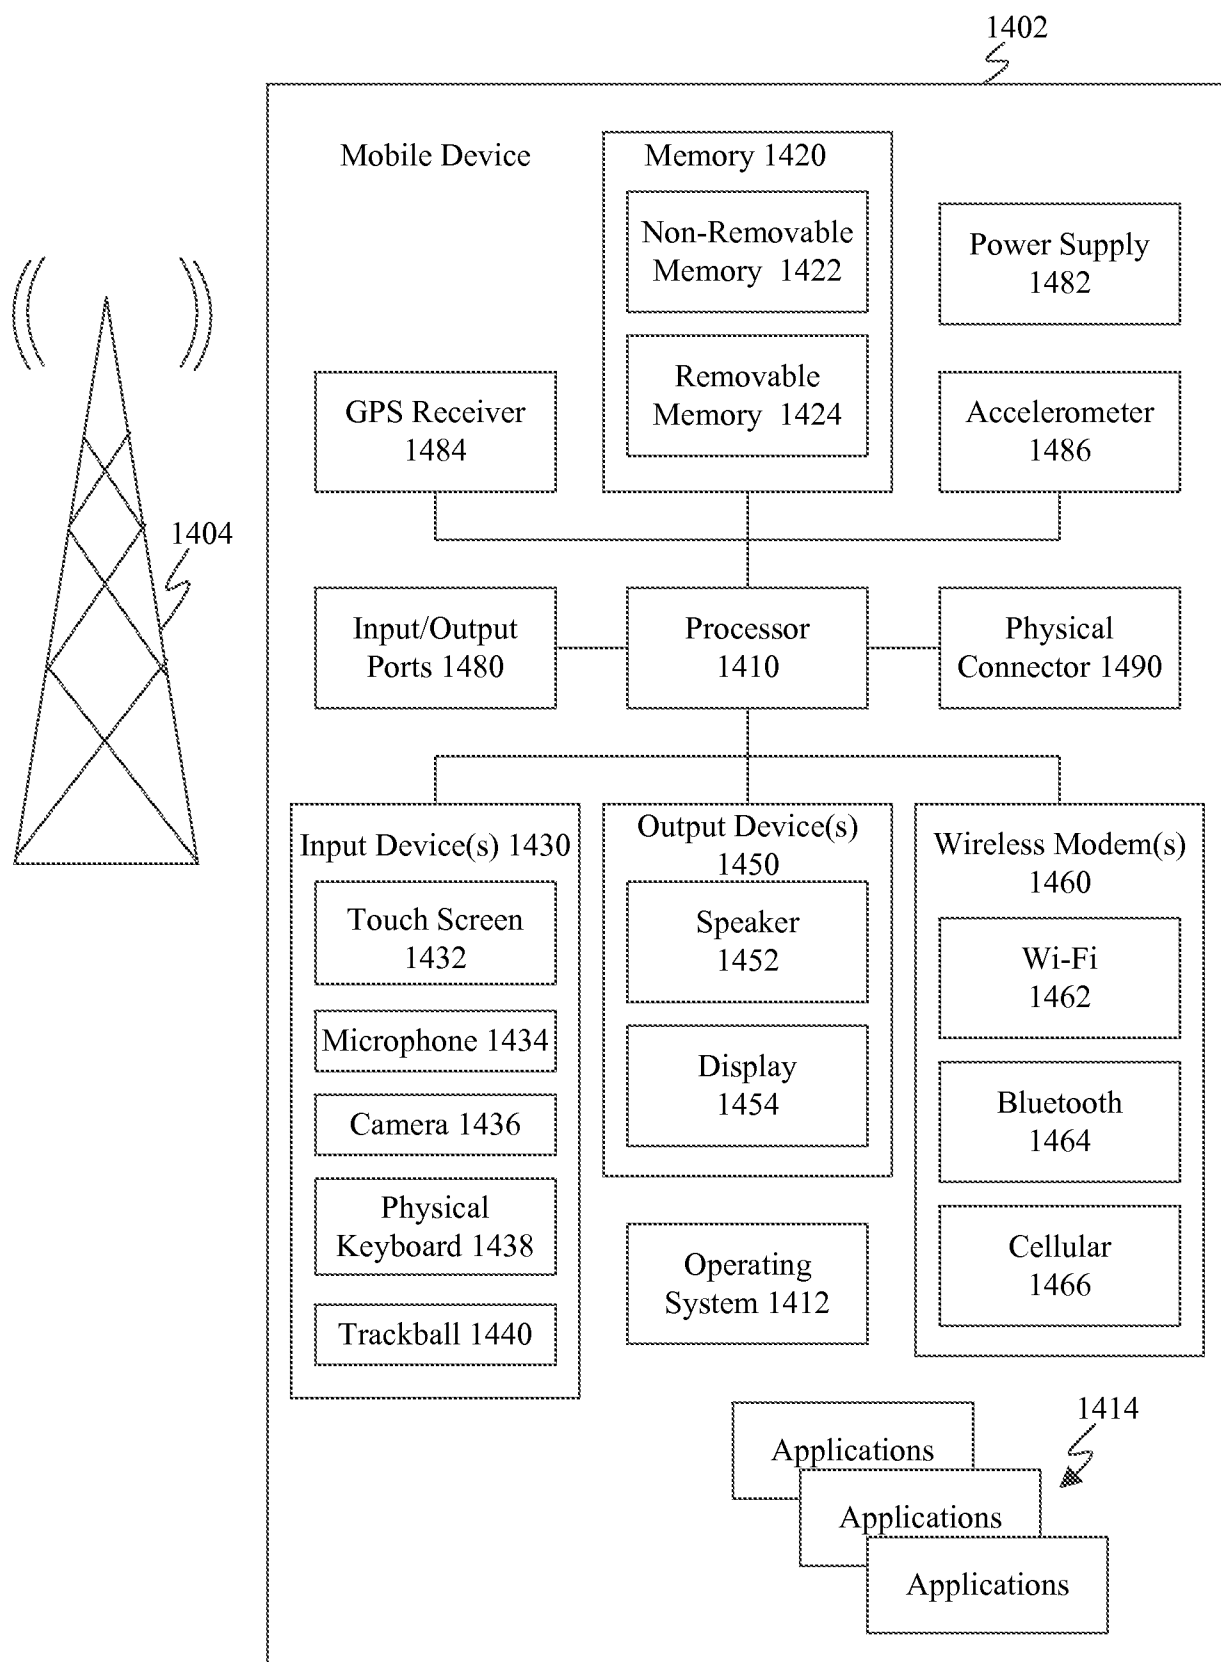 1402
Mobile Device
Memory 1420
Non-Removable
Memory 1422
Power Supply
1482
Removable
Memory 1424
GPS Receiver
1484
Accelerometer
1486
1404
Input/Output
Ports 1480
Processor
1410
Physical
Connector 1490
Input Device(s) 1430
Touch Screen
1432
Microphone 1434
Camera 1436
Physical
Keyboard 1438
Trackball 1440
Output Device(s)
1450
Speaker
1452
Display
1454
Wireless Modem(s)
1460
Wi-Fi
1462
Bluetooth
1464
Cellular
1466
Operating
System 1412
1414
Applications
Applications
Applications